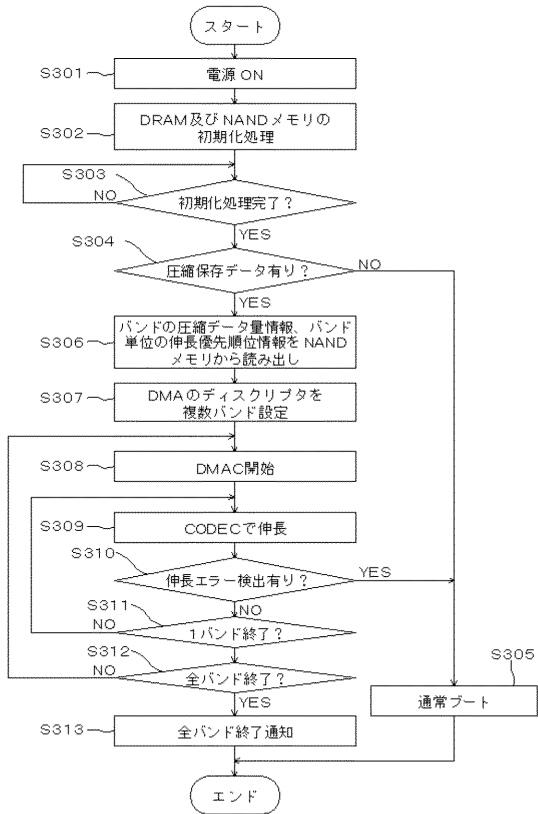 スタート
S301
電源 ON
S302
DRAM及びNANDメモリの
初期化処理
S303
NO
初期化処理完了？
YES
S304
圧縮保存データ有り？
NO
YES
S306
バンドの圧縮データ量情報、バンド
単位の伸長優先順位情報をNAND
メモリから読み出し
S307
DMAのディスクリプタを
複数バンド設定
S308
DMAC開始
S309
CODECで伸長
S310
伸長エラー検出有り？
YES
NO
S311
NO
1バンド終了？
S312
NO
全バンド終了？
YES
S305
通常ブート
S313
全バンド終了通知
エンド